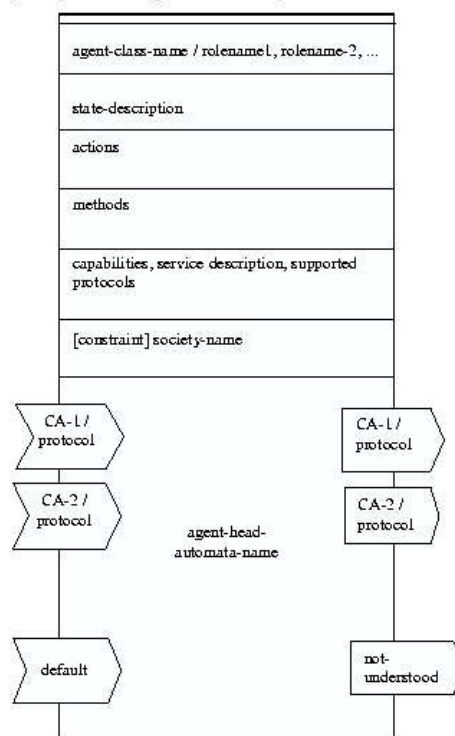 agent-class-name / rolename1, rolename-2, ...
state-description
actions
methods
capabilities, service description, supported
protocols
[constraint] society-name
CA-1 /
protocol
CA-1 /
protocol
CA-2 /
protocol
CA-2 /
protocol
agent-head-
automata-name
default
not-
understood